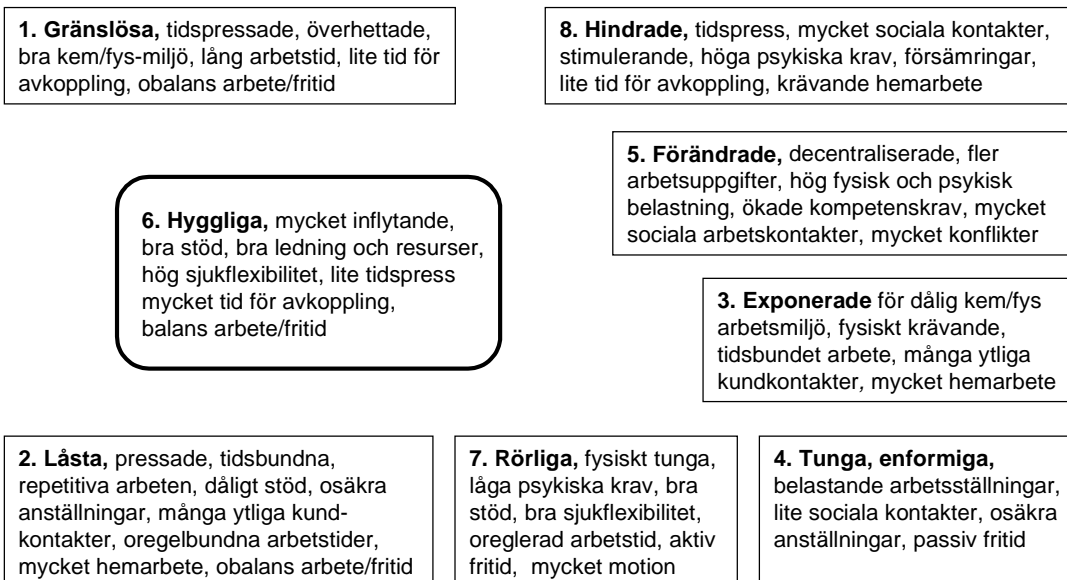 1. Gränslösa, tidspressade, överhettade,
bra kem/fys-miljö, lång arbetstid, lite tid för
avkoppling, obalans arbete/fritid
8. Hindrade, tidspress, mycket sociala kontakter,
stimulerande, höga psykiska krav, försämringar,
lite tid för avkoppling, krävande hemarbete
5. Förändrade, decentraliserade, fler
arbetsuppgifter, hög fysisk och psykisk
belastning, ökade kompetenskrav, mycket
sociala arbetskontakter, mycket konflikter
6. Hyggliga, mycket inflytande,
bra stöd, bra ledning och resurser,
hög sjukflexibilitet, lite tidspress
mycket tid för avkoppling,
balans arbete/fritid
3. Exponerade för dålig kem/fys
arbetsmiljö, fysiskt krävande,
tidsbundet arbete, många ytliga
kundkontakter, mycket hemarbete
2. Låsta, pressade, tidsbundna,
repetitiva arbeten, dåligt stöd, osäkra
anställningar, många ytliga kund-
kontakter, oregelbundna arbetstider,
mycket hemarbete, obalans arbete/fritid
7. Rörliga, fysiskt tunga,
låga psykiska krav, bra
stöd, bra sjukflexibilitet,
oreglerad arbetstid, aktiv
fritid, mycket motion
4. Tunga, enformiga,
belastande arbetsställningar,
lite sociala kontakter, osäkra
anställningar, passiv fritid